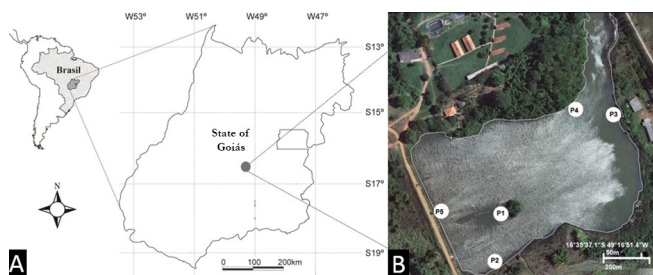 W53º W51º W49º W47º
S13º
Brasil
S15º
State of
Goiás
S17º
N
S19º
0 100 200km
A
P4
P3
P5
P1
P2
16°35'37.1"S 49°16'51.4"W
50m
200m
B